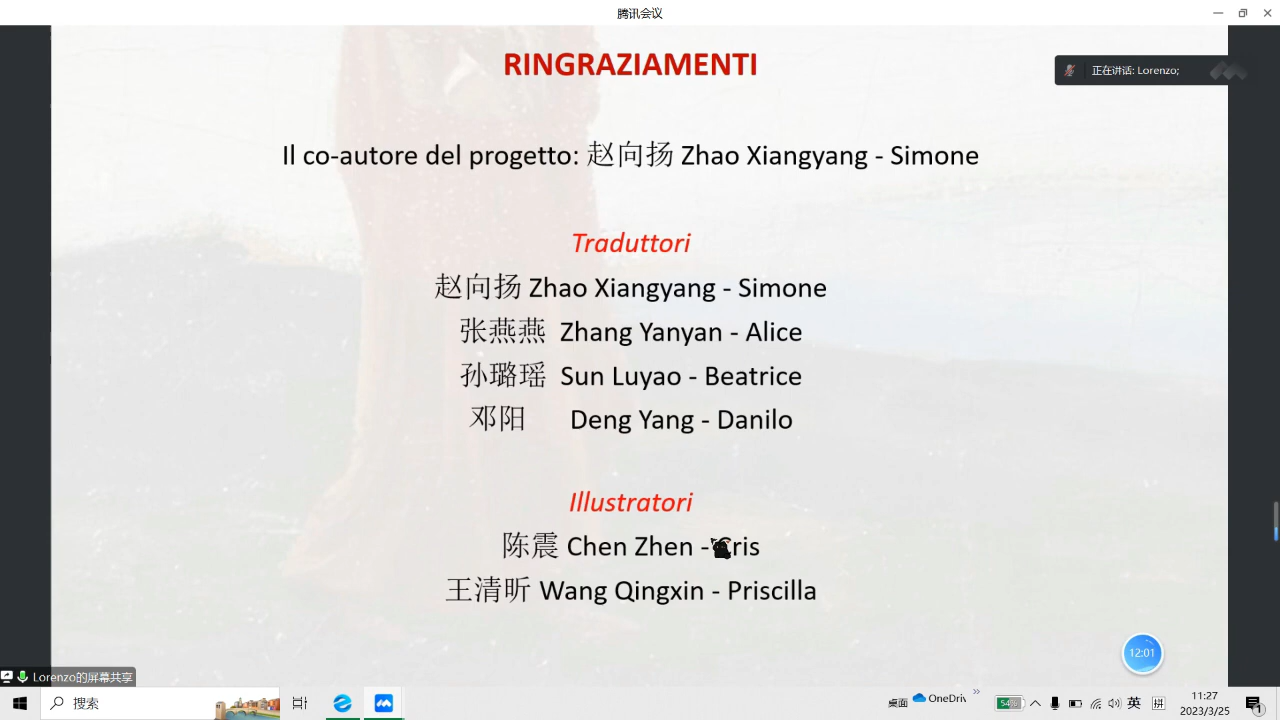 腾讯会议
RINGRAZIAMENTI
正在讲话: Lorenzo;
Il co-autore del progetto: 赵向扬 Zhao Xiangyang - Simone
Traduttori
赵向扬 Zhao Xiangyang - Simone
张燕燕 Zhang Yanyan - Alice
孙璐瑶 Sun Luyao - Beatrice
邓阳 Deng Yang - Danilo
Illustratori
陈震 Chen Zhen - Cris
王清昕 Wang Qingxin - Priscilla
12:01
Lorenzo的屏幕共享
搜索
桌面
OneDriv
54%
英
拼
11:27
2023/3/25
1